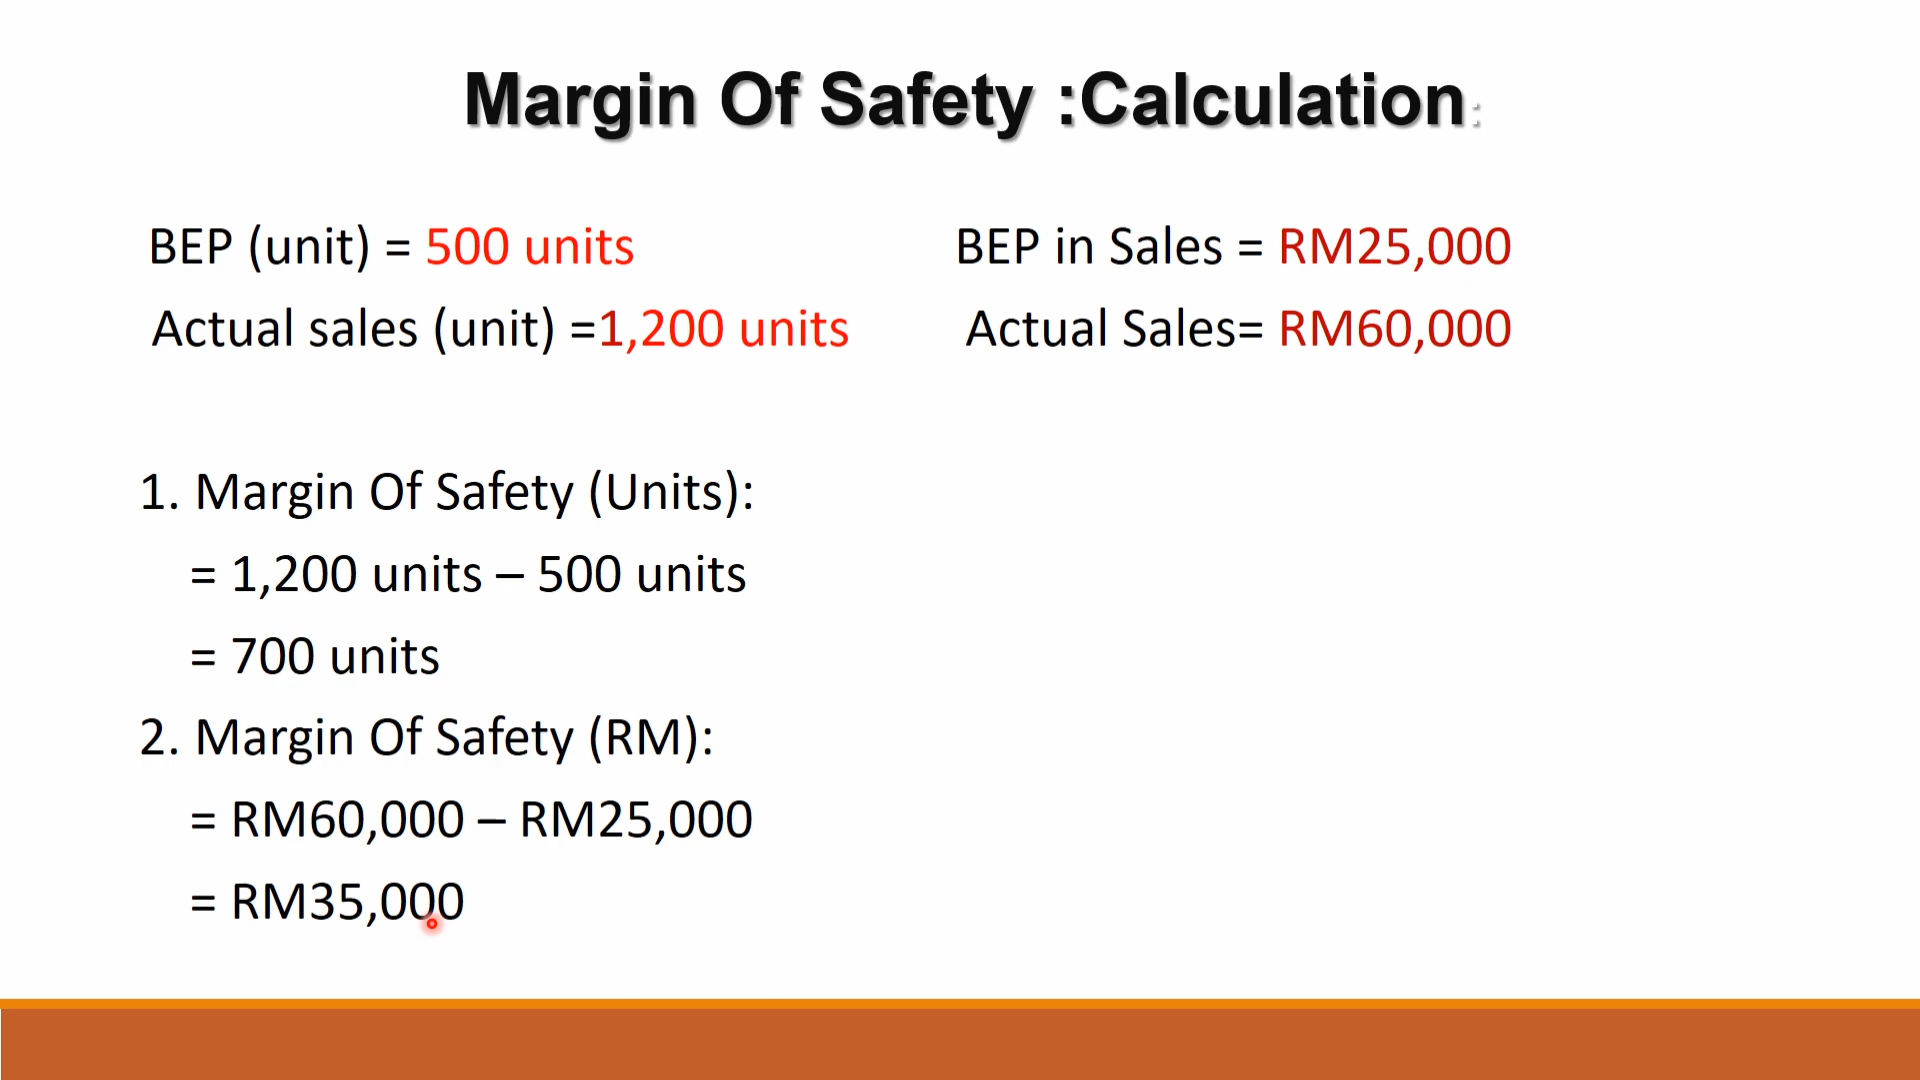 Margin Of Safety :Calculation:
BEP (unit) = 500 units
BEP in Sales = RM25,000
Actual sales (unit) =1,200 units
Actual Sales= RM60,000
1. Margin Of Safety (Units):
= 1,200 units – 500 units
= 700 units
2. Margin Of Safety (RM):
= RM60,000 – RM25,000
= RM35,000